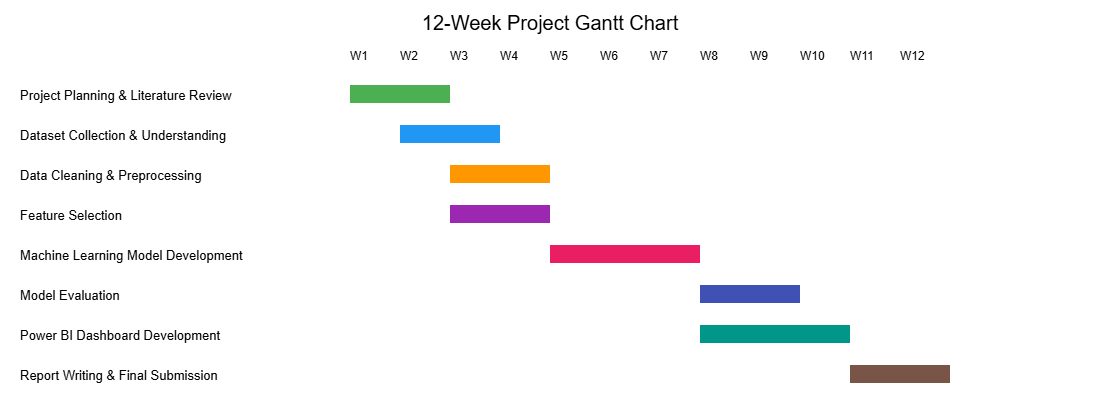 12-Week Project Gantt Chart
W1 W2 W3 W4 W5 W6 W7 W8 W9 W10 W11 W12
Project Planning & Literature Review
Dataset Collection & Understanding
Data Cleaning & Preprocessing
Feature Selection
Machine Learning Model Development
Model Evaluation
Power BI Dashboard Development
Report Writing & Final Submission